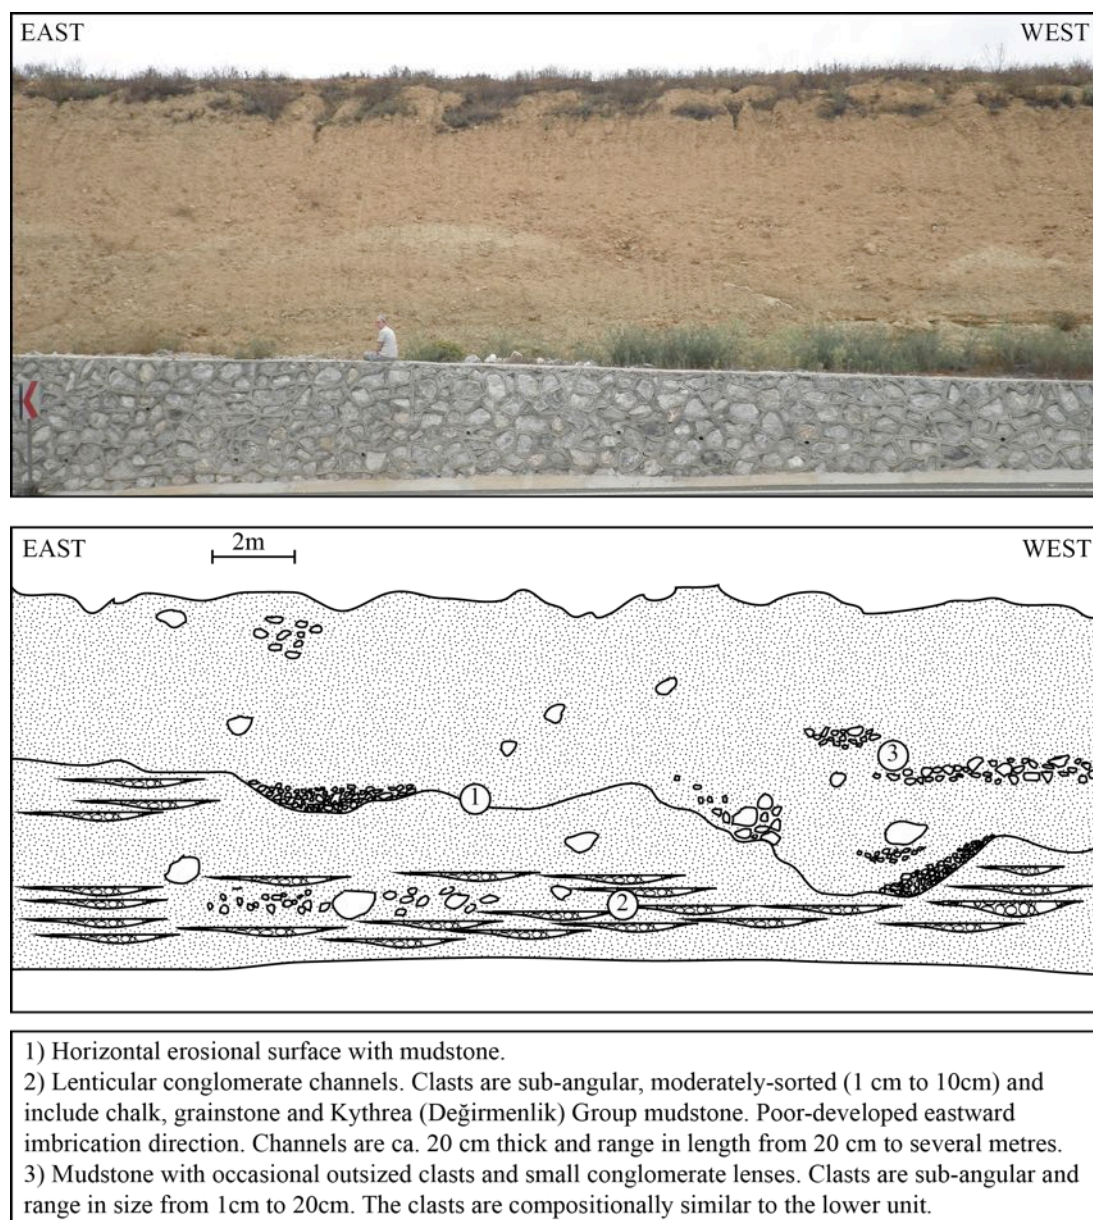 EAST WEST
EAST 2m WEST
3
1
2
1) Horizontal erosional surface with mudstone.
2) Lenticular conglomerate channels. Clasts are sub-angular, moderately-sorted (1 cm to 10cm) and
include chalk, grainstone and Kythrea (Değirmenlik) Group mudstone. Poor-developed eastward
imbrication direction. Channels are ca. 20 cm thick and range in length from 20 cm to several metres.
3) Mudstone with occasional outsized clasts and small conglomerate lenses. Clasts are sub-angular and
range in size from 1cm to 20cm. The clasts are compositionally similar to the lower unit.